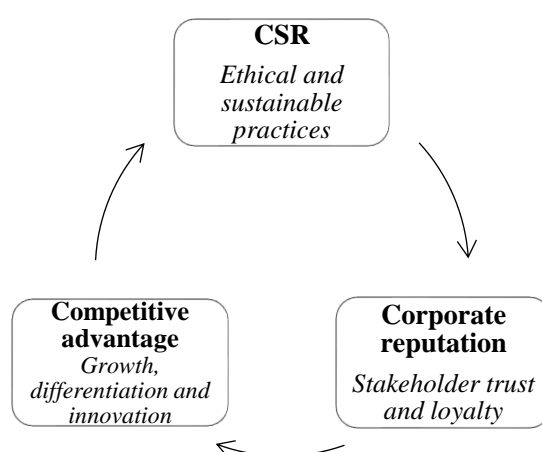 CSR
Ethical and
sustainable
practices
Competitive
advantage
Growth,
differentiation and
innovation
Corporate
reputation
Stakeholder trust
and loyalty